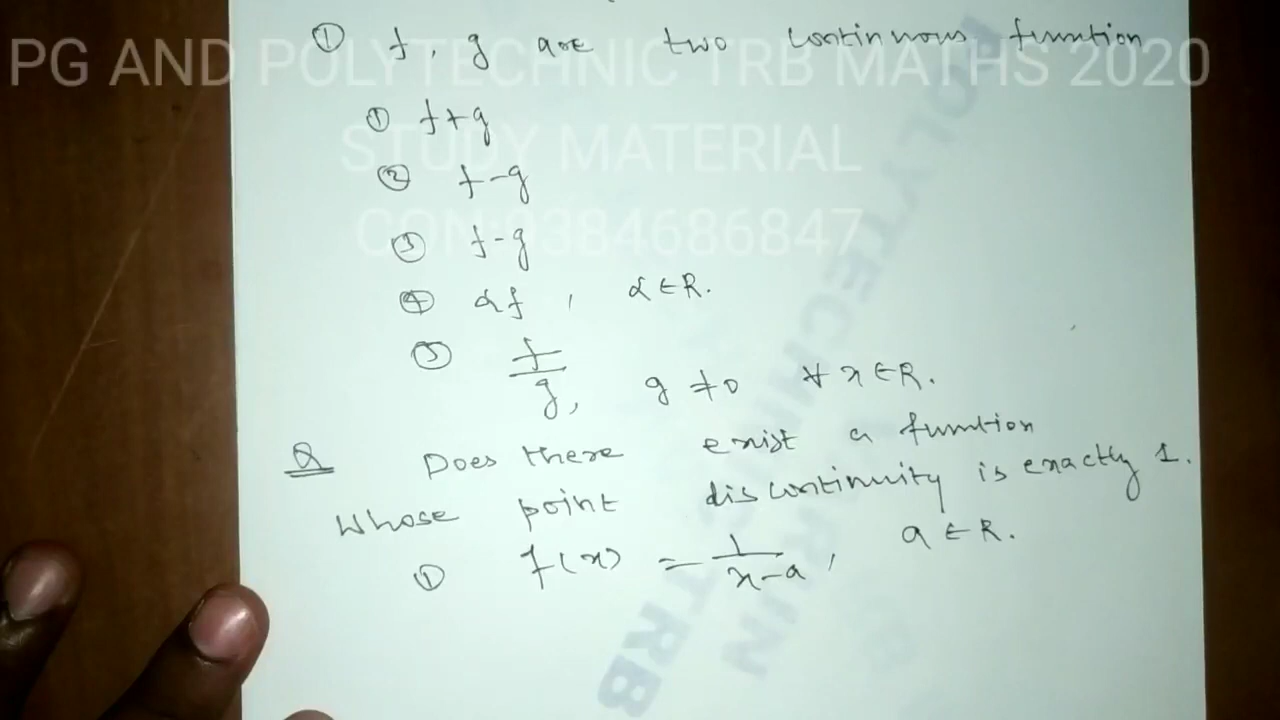 ① f, g are two continuous function
PG AND POLYTECHNIC TRB MATHS 2020
① f+g
STUDY MATERIAL
② f-g
CON:9384686847
③ f-g
④ αf , α∈R.
⑤ f/g, g≠0 ∀ x∈R.
Q Does there exist a function
whose point discontinuity is exactly 1.
① f(x) = 1/x-a, a∈R.